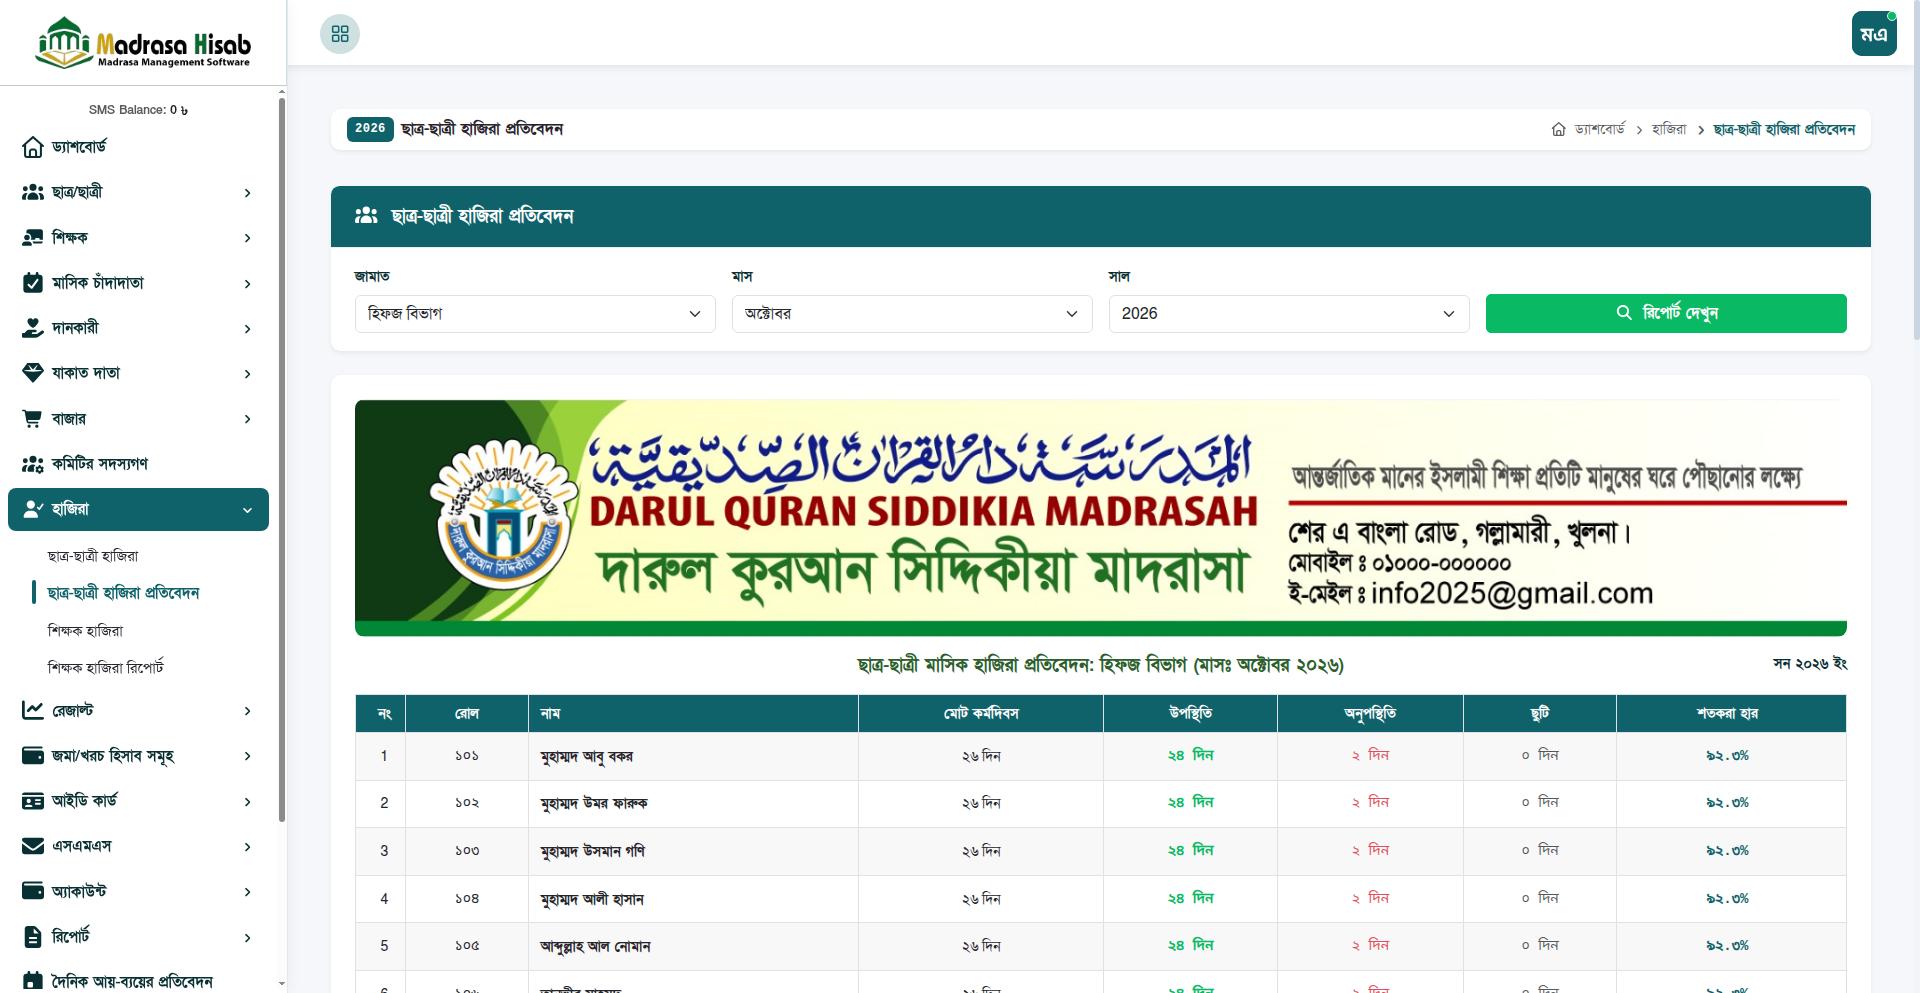 Madrasa Hisab
Madrasa Management Software
SMS Balance: 0 ৳
ড্যাশবোর্ড
ছাত্র/ছাত্রী
শিক্ষক
মাসিক চাঁদাদাতা
দানকারী
যাকাত দাতা
বাজার
কমিটির সদস্যগণ
হাজিরা
ছাত্র-ছাত্রী হাজিরা
ছাত্র-ছাত্রী হাজিরা প্রতিবেদন
শিক্ষক হাজিরা
শিক্ষক হাজিরা রিপোর্ট
রেজাল্ট
জমা/খরচ হিসাব সমূহ
আইডি কার্ড
এসএমএস
অ্যাকাউন্ট
রিপোর্ট
দৈনিক আয়-ব্যয়ের প্রতিবেদন
মএ
2026 ছাত্র-ছাত্রী হাজিরা প্রতিবেদন
ড্যাশবোর্ড > হাজিরা > ছাত্র-ছাত্রী হাজিরা প্রতিবেদন
ছাত্র-ছাত্রী হাজিরা প্রতিবেদন
জামাত মাস সাল
হিফজ বিভাগ অক্টোবর 2026 রিপোর্ট দেখুন
المدرسة دار القرآن الصديقية
DARUL QURAN SIDDIKIA MADRASAH
দারুল কুরআন সিদ্দিকীয়া মাদরাসা
দারুল কুরআন সিদ্দিকীয়া মাদরাসা
আন্তর্জাতিক মানের ইসলামী শিক্ষা প্রতিটি মানুষের ঘরে পৌছানোর লক্ষ্যে
শের এ বাংলা রোড, গল্লামারী, খুলনা।
মোবাইল ঃ ০১০০০-০০০০০০
ই-মেইল ঃ info2025@gmail.com
ছাত্র-ছাত্রী মাসিক হাজিরা প্রতিবেদন: হিফজ বিভাগ (মাসঃ অক্টোবর ২০২৬) সন ২০২৬ ইং
নং রোল নাম মোট কর্মদিবস উপস্থিতি অনুপস্থিতি ছুটি শতকরা হার
1 ১০১ মুহাম্মদ আবু বকর ২৬ দিন ২৪ দিন ২ দিন ০ দিন ৯২.৩%
2 ১০২ মুহাম্মদ উমর ফারুক ২৬ দিন ২৪ দিন ২ দিন ০ দিন ৯২.৩%
3 ১০৩ মুহাম্মদ উসমান গণি ২৬ দিন ২৪ দিন ২ দিন ০ দিন ৯২.৩%
4 ১০৪ মুহাম্মদ আলী হাসান ২৬ দিন ২৪ দিন ২ দিন ০ দিন ৯২.৩%
5 ১০৫ আব্দুল্লাহ আল নোমান ২৬ দিন ২৪ দিন ২ দিন ০ দিন ৯২.৩%